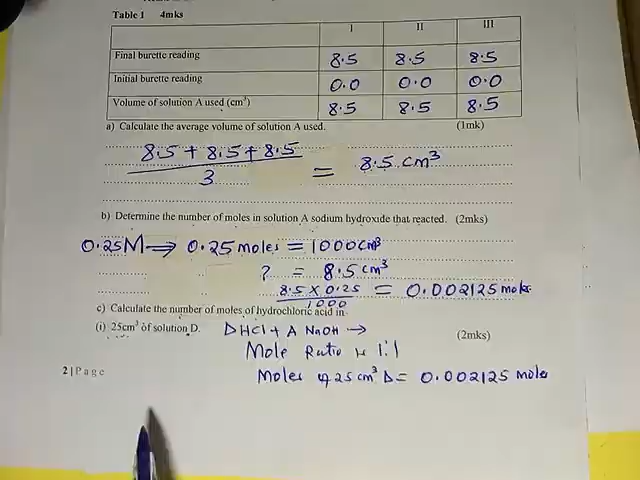 Table 1 4mks
I II III
Final burette reading 8.5 8.5 8.5
Initial burette reading 0.0 0.0 0.0
Volume of solution A used (cm³) 8.5 8.5 8.5
a) Calculate the average volume of solution A used. (1mk)
8.5 + 8.5 + 8.5
3
= 8.5 cm³
b) Determine the number of moles in solution A sodium hydroxide that reacted. (2mks)
0.25M → 0.25 moles = 1000cm³
? = 8.5 cm³
8.5 x 0.25
1000
= 0.002125 moles
c) Calculate the number of moles of hydrochloric acid in
(i) 25cm³ of solution D. D HCl + A NaOH → (2mks)
Mole Ratio is 1:1
Moles of 25 cm³ D = 0.002125 moles
2 | Page